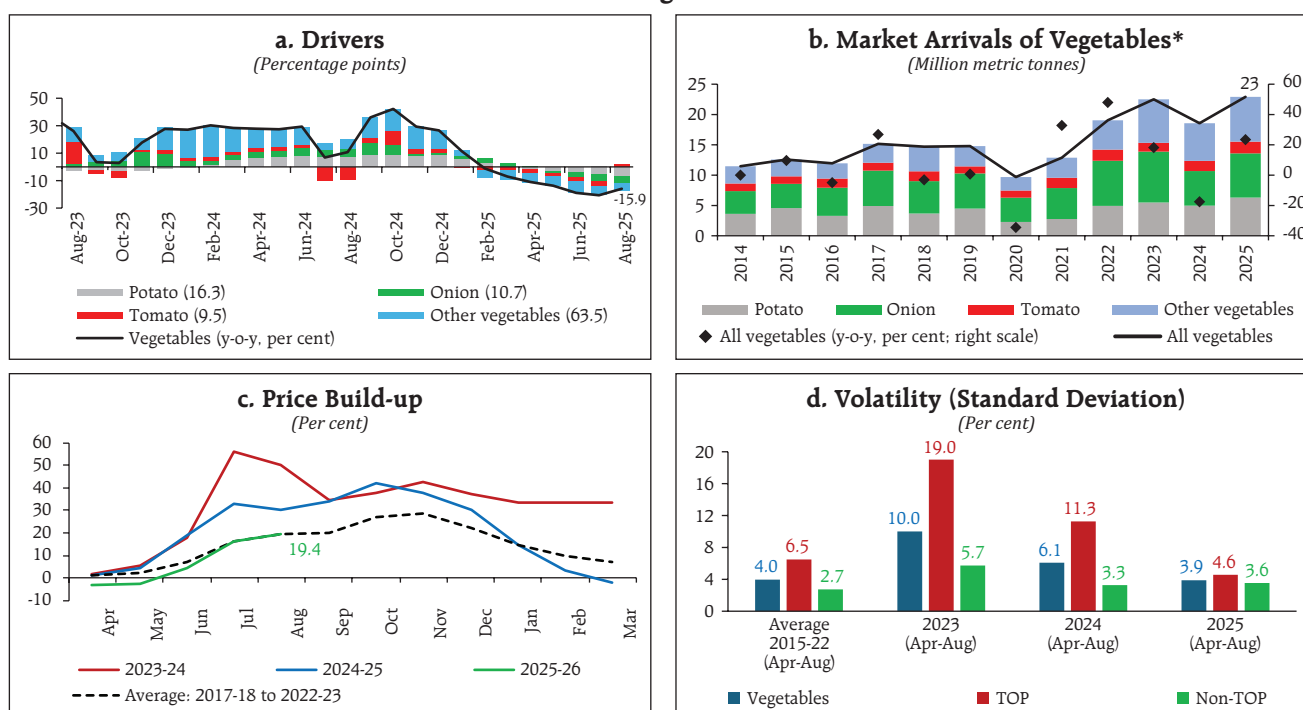 a. Drivers
(Percentage points)
50
30
10
-10
-30
-15.9
Aug-23
Oct-23
Dec-23
Feb-24
Apr-24
Jun-24
Aug-24
Oct-24
Dec-24
Feb-25
Apr-25
Jun-25
Aug-25
Potato (16.3)
Onion (10.7)
Tomato (9.5)
Other vegetables (63.5)
Vegetables (y-o-y, per cent)
b. Market Arrivals of Vegetables*
(Million metric tonnes)
25
20
15
10
5
0
23
60
40
20
0
-20
-40
2014
2015
2016
2017
2018
2019
2020
2021
2022
2023
2024
2025
Potato
Onion
Tomato
Other vegetables
All vegetables (y-o-y, per cent; right scale)
All vegetables
c. Price Build-up
(Per cent)
60
50
40
30
20
10
0
-10
19.4
Apr
May
Jun
Jul
Aug
Sep
Oct
Nov
Dec
Jan
Feb
Mar
2023-24
2024-25
2025-26
Average: 2017-18 to 2022-23
d. Volatility (Standard Deviation)
(Per cent)
20
16
12
8
4
0
4.0
6.5
2.7
10.0
19.0
5.7
6.1
11.3
3.3
3.9
4.6
3.6
Average
2015-22
(Apr-Aug)
2023
(Apr-Aug)
2024
(Apr-Aug)
2025
(Apr-Aug)
Vegetables
TOP
Non-TOP